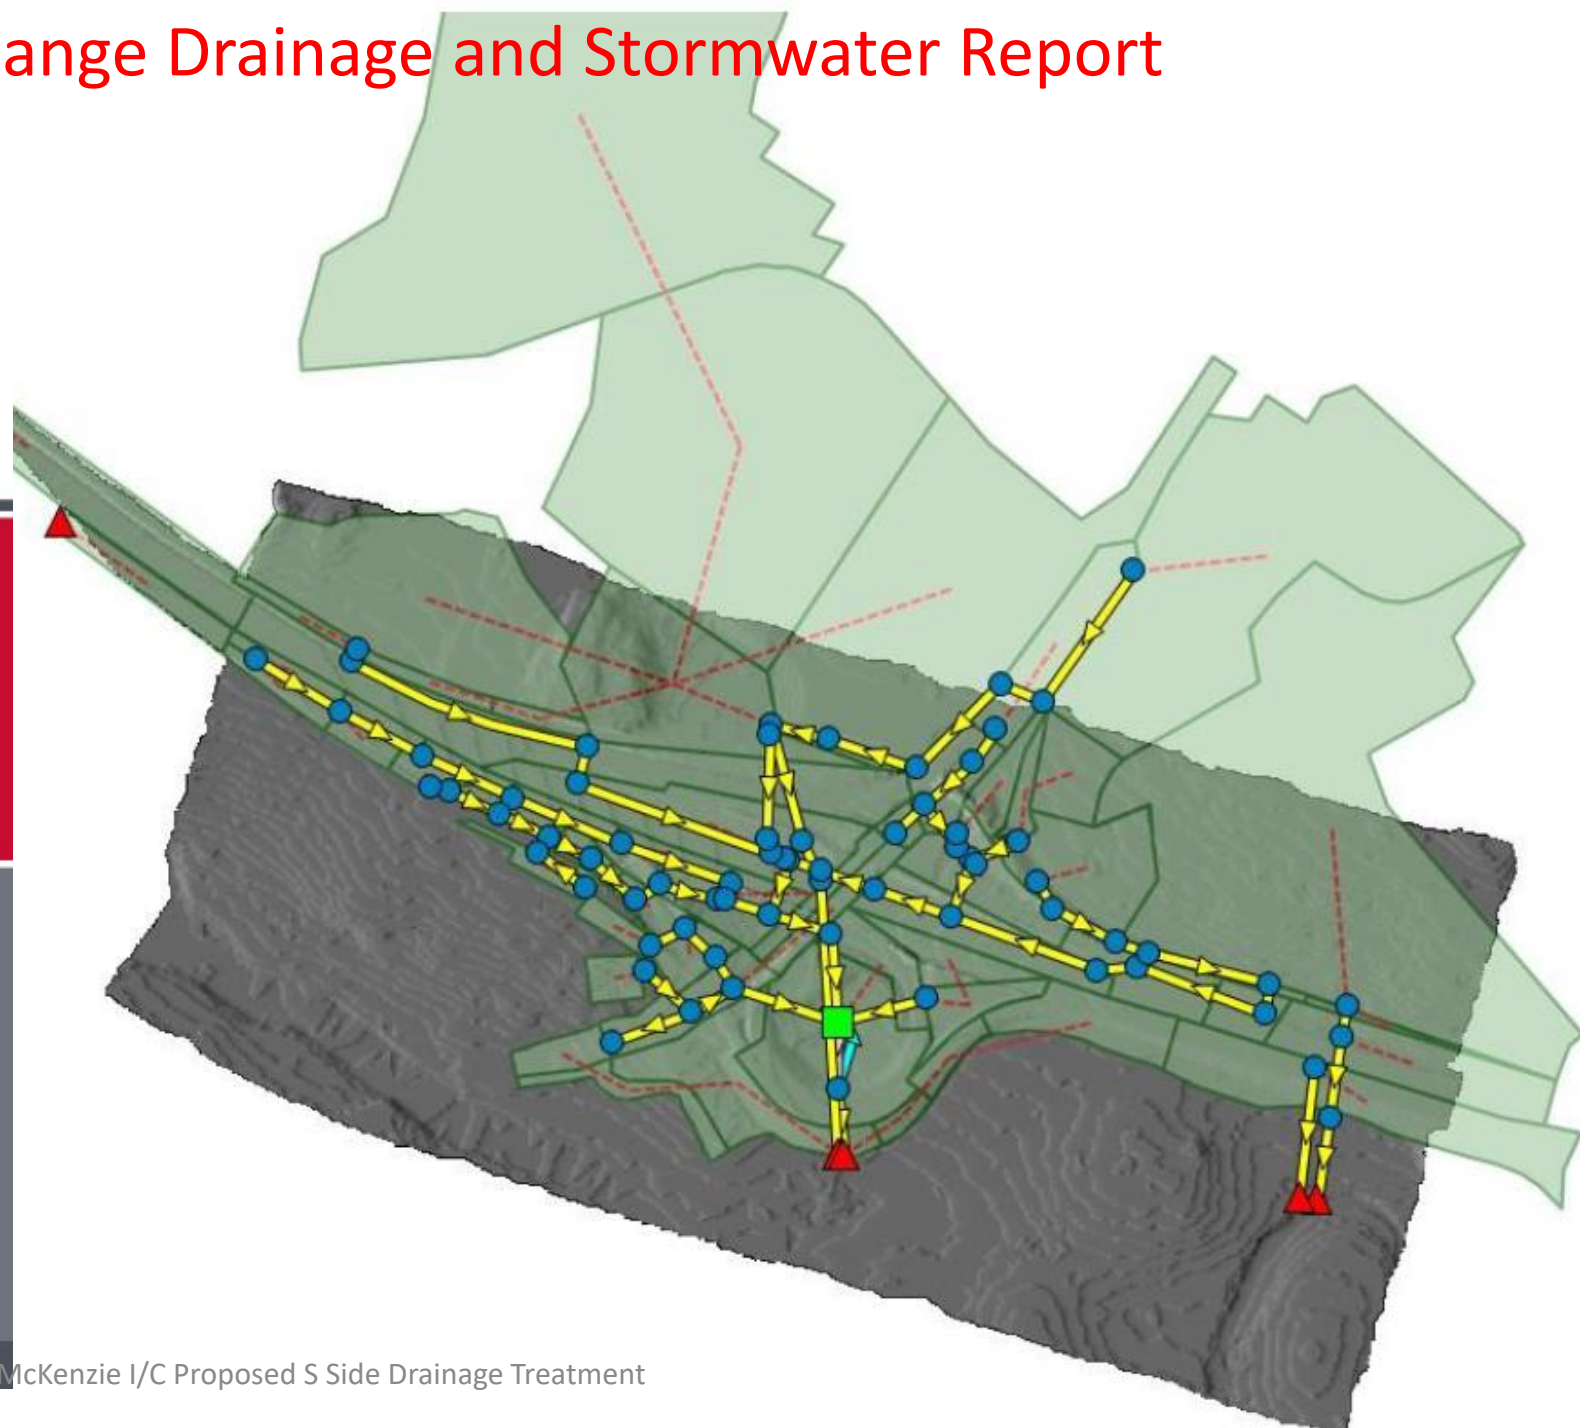 ange Drainage and Stormwater Report
McKenzie I/C Proposed S Side Drainage Treatment